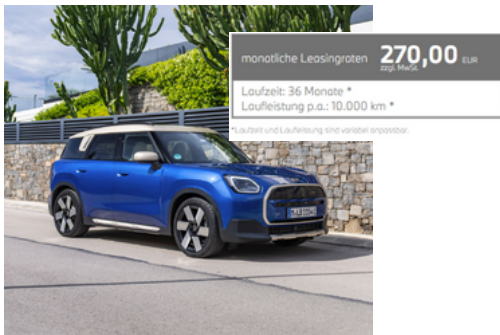 monatliche Leasingraten 270,00 EUR
zzgl. MwSt.
Laufzeit: 36 Monate *
Laufleistung p.a.: 10.000 km *
*Laufzeit und Laufleistung sind variabel anpassbar.